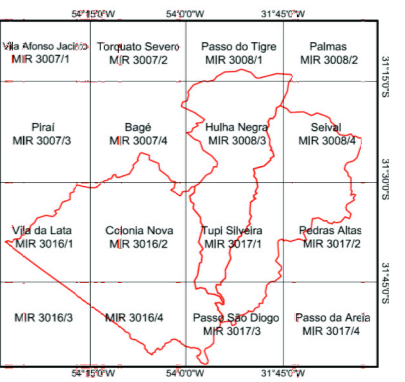 54°15'0"W 54°0'0"W 31°45'0"W
Vila Afonso Jacinto Torquato Severo Passo do Tigre Palmas
MIR 3007/1 MIR 3007/2 MIR 3008/1 MIR 3008/2
31°15'0"S
Piraí Bagé Hulha Negra Seival
MIR 3007/3 MIR 3007/4 MIR 3008/3 MIR 3008/4
31°30'0"S
Vila da Lata Colonia Nova Tupi Silveira Pedras Altas
MIR 3016/1 MIR 3016/2 MIR 3017/1 MIR 3017/2
31°45'0"S
MIR 3016/3 MIR 3016/4 Passo São Diogo Passo da Areia
MIR 3017/3 MIR 3017/4
54°15'0"W 54°0'0"W 31°45'0"W